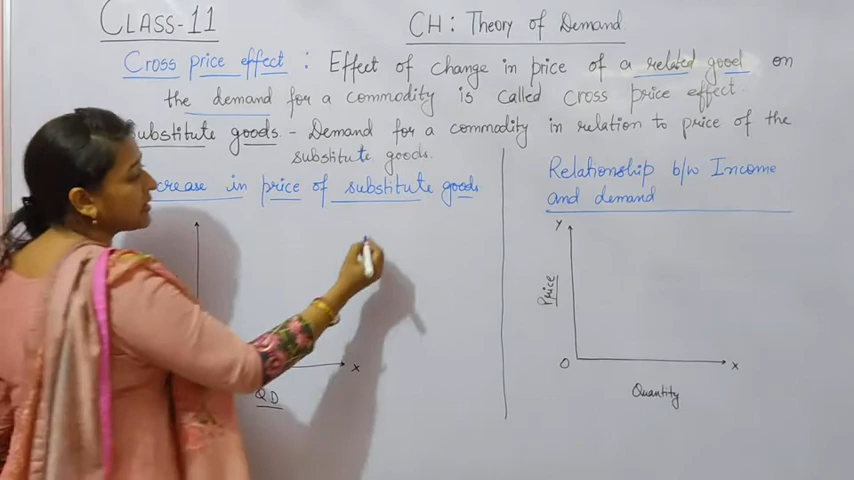 CLASS-11
CH: Theory of Demand
Cross price effect : Effect of change in price of a related good on
the demand for a commodity is called cross price effect.
Substitute goods. - Demand for a commodity in relation to price of the
substitute goods.
crease in price of substitute goods
Relationship b/w Income
and demand
X
Q.D
Y
Price
O
X
Quantity